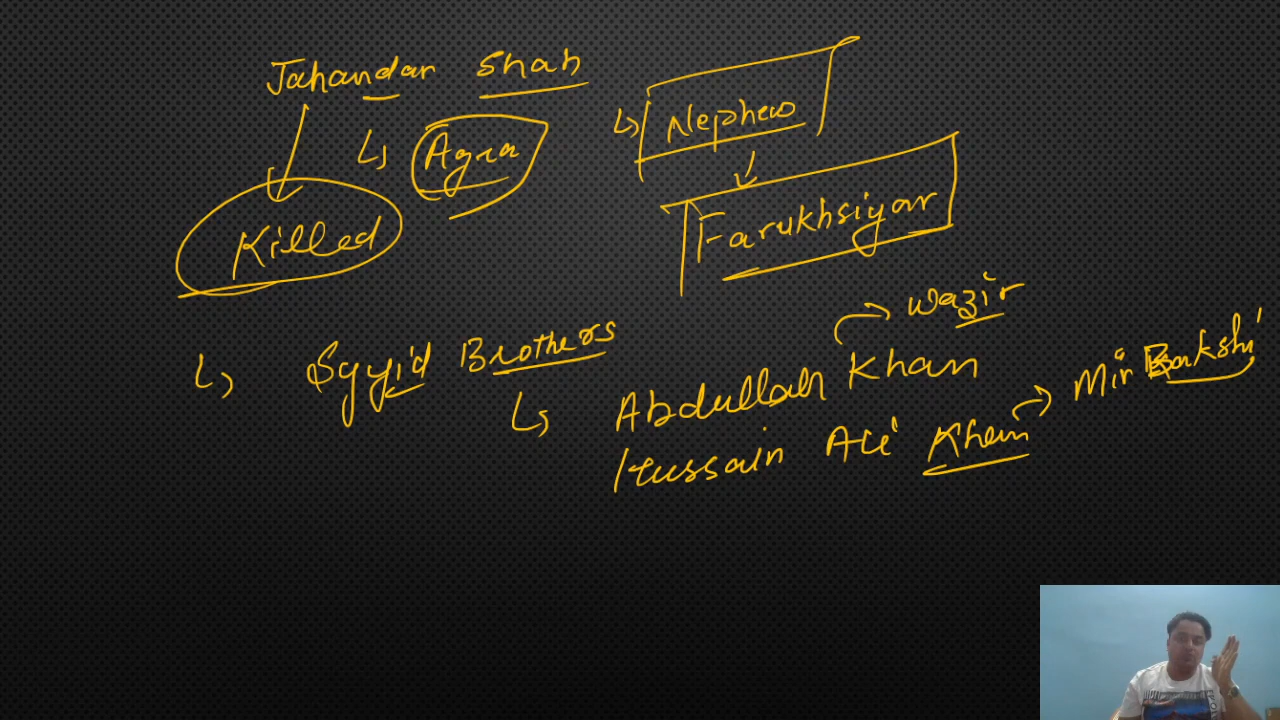 Jahandar Shah
Agra
Nephew
Killed
Farukhsiyar
Wazir
Syyid Brothers
Abdullah Khan
Mir Bakshi
Hussain Ali Khan